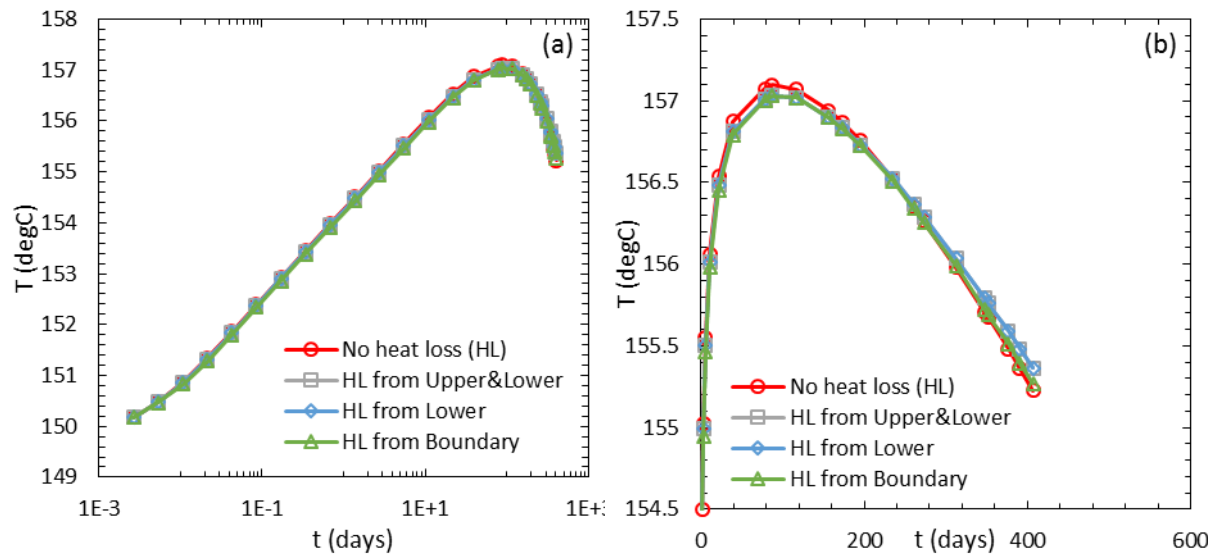 (a)
158
157
156
155
154
153
152
151
150
149
T (degC)
No heat loss (HL)
HL from Upper&Lower
HL from Lower
HL from Boundary
1E-3
1E-1
1E+1
1E+3
t (days)
(b)
157.5
157
156.5
156
155.5
155
154.5
T (degC)
No heat loss (HL)
HL from Upper&Lower
HL from Lower
HL from Boundary
0
200
400
600
t (days)